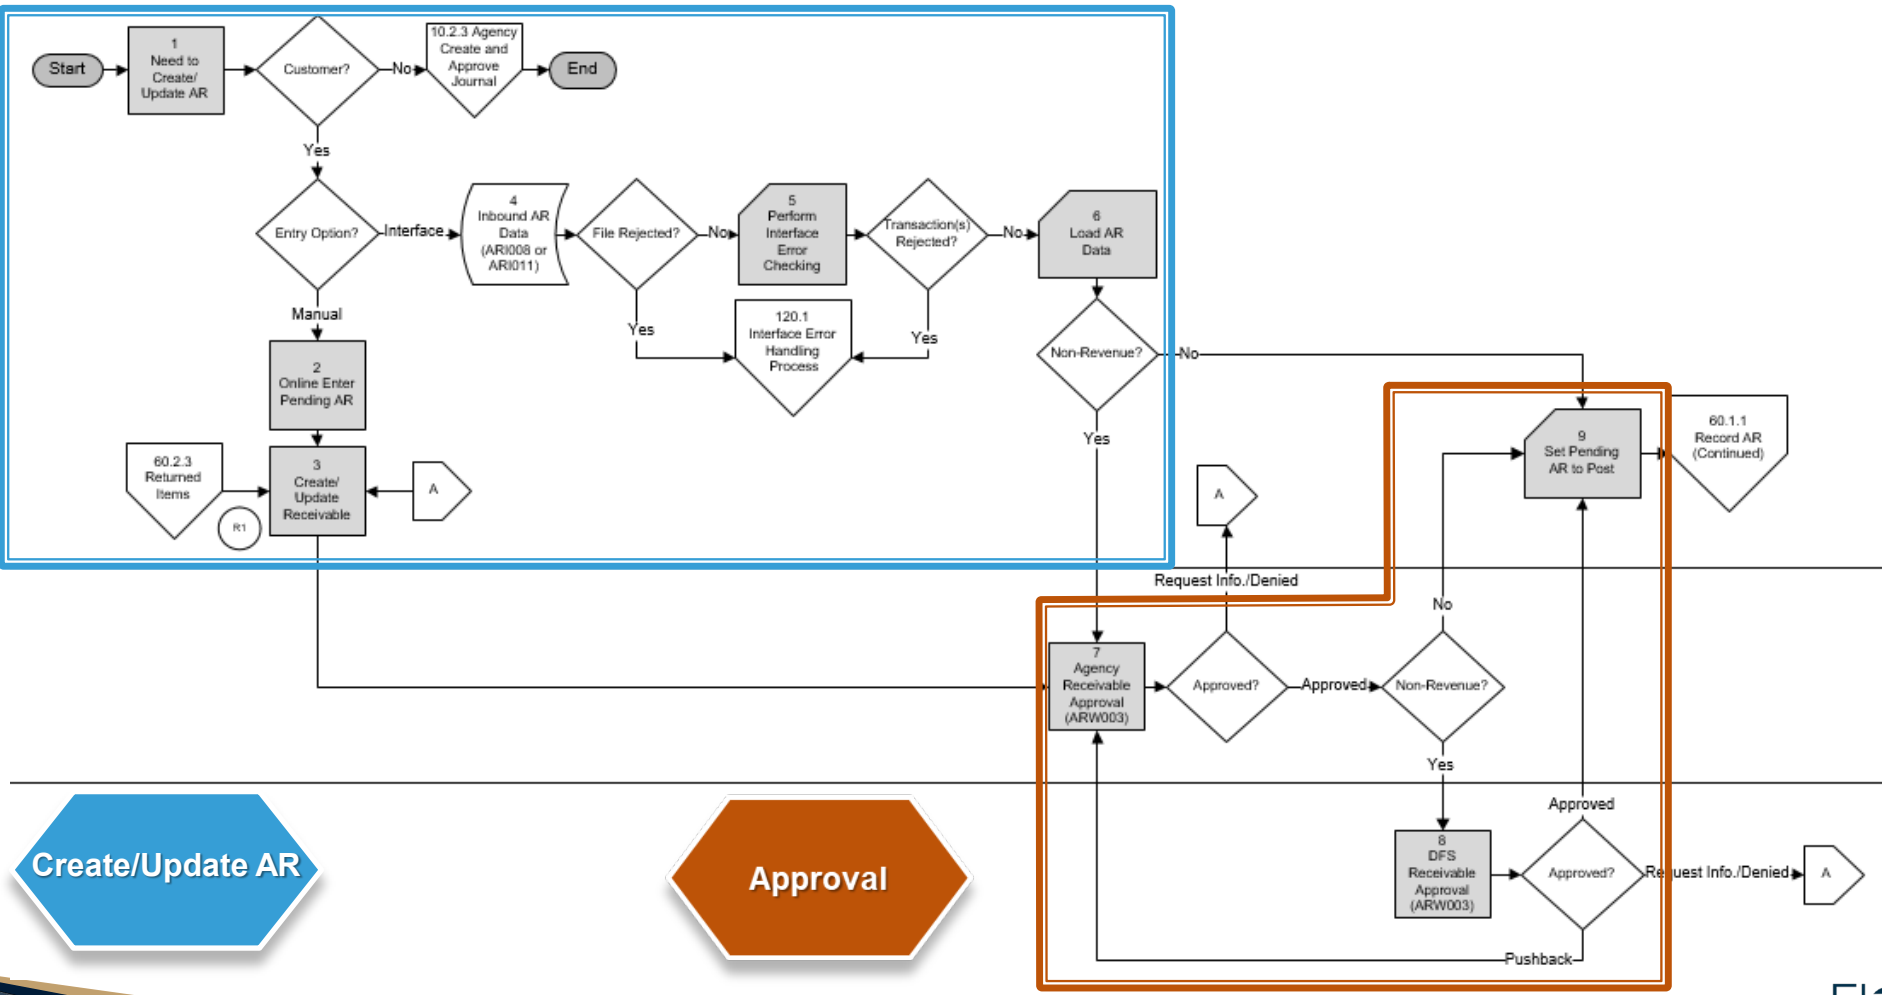 Start
1
Need to
Create/
Update AR
Customer?
No
10.2.3 Agency
Create and
Approve
Journal
End
Yes
Entry Option?
Interface
4
Inbound AR
Data
(ARI008 or
ARI011)
File Rejected?
No
5
Perform
Interface
Error
Checking
Transaction(s)
Rejected?
No
6
Load AR
Data
Manual
Yes
120.1
Interface Error
Handling
Process
Yes
Non-Revenue?
No
2
Online Enter
Pending AR
Yes
60.2.3
Returned
Items
R1
3
Create/
Update
Receivable
A
A
9
Set Pending
AR to Post
60.1.1
Record AR
(Continued)
Request Info./Denied
No
7
Agency
Receivable
Approval
(ARW003)
Approved?
Approved
Non-Revenue?
Yes
Approved
8
DFS
Receivable
Approval
(ARW003)
Approved?
Request Info./Denied
A
Pushback
Create/Update AR
Approval